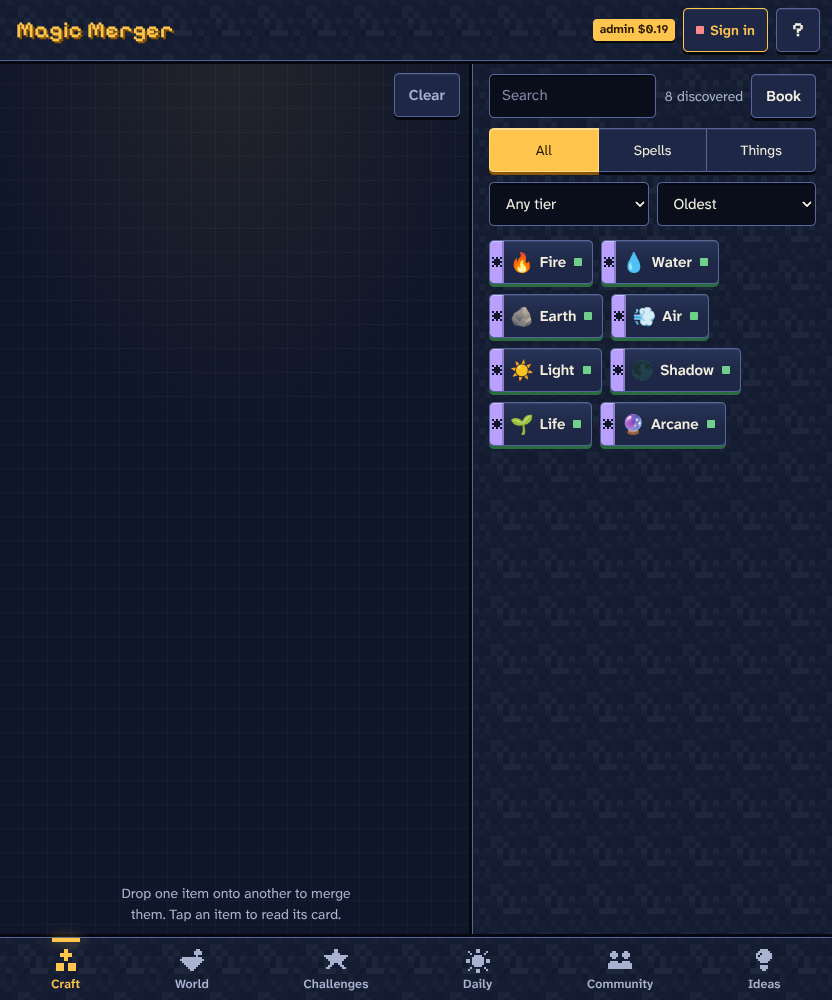 Magic Merger
admin $0.19
Sign in
?
Clear
Search
8 discovered
Book
All
Spells
Things
Any tier
Oldest
Fire
Water
Earth
Air
Light
Shadow
Life
Arcane
Drop one item onto another to merge
them. Tap an item to read its card.
Craft
World
Challenges
Daily
Community
Ideas